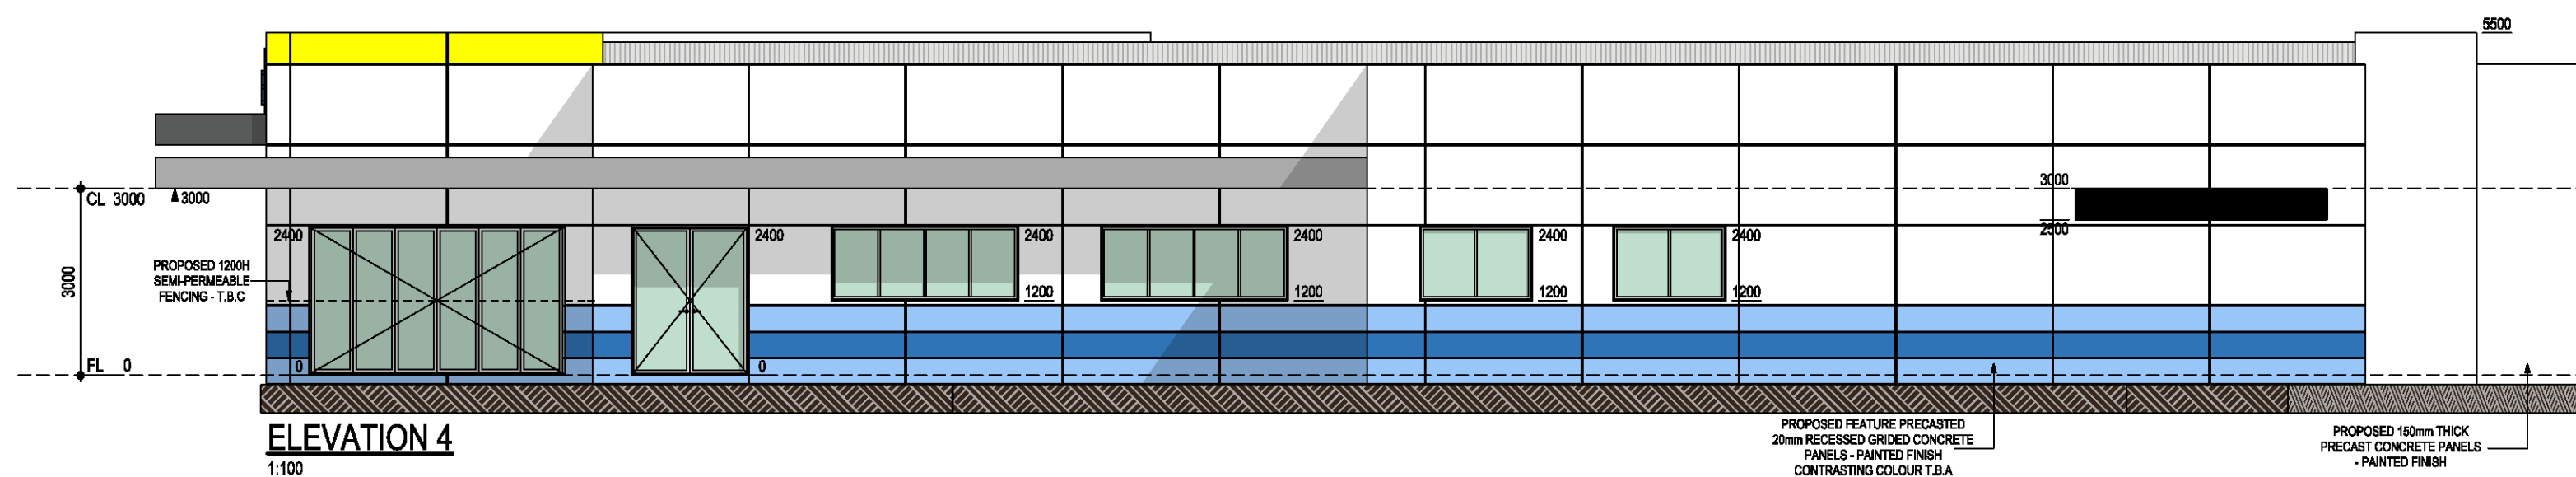 5500
CL 3000
3000
3000
2500
2400
2400
2400
2400
2400
2400
PROPOSED 1200H
SEMI-PERMEABLE
FENCING - T.B.C
3000
1200
1200
1200
1200
FL 0
0
0
ELEVATION 4
1:100
PROPOSED FEATURE PRECASTED
20mm RECESSED GRIDED CONCRETE
PANELS - PAINTED FINISH
CONTRASTING COLOUR T.B.A
PROPOSED 150mm THICK
PRECAST CONCRETE PANELS
- PAINTED FINISH